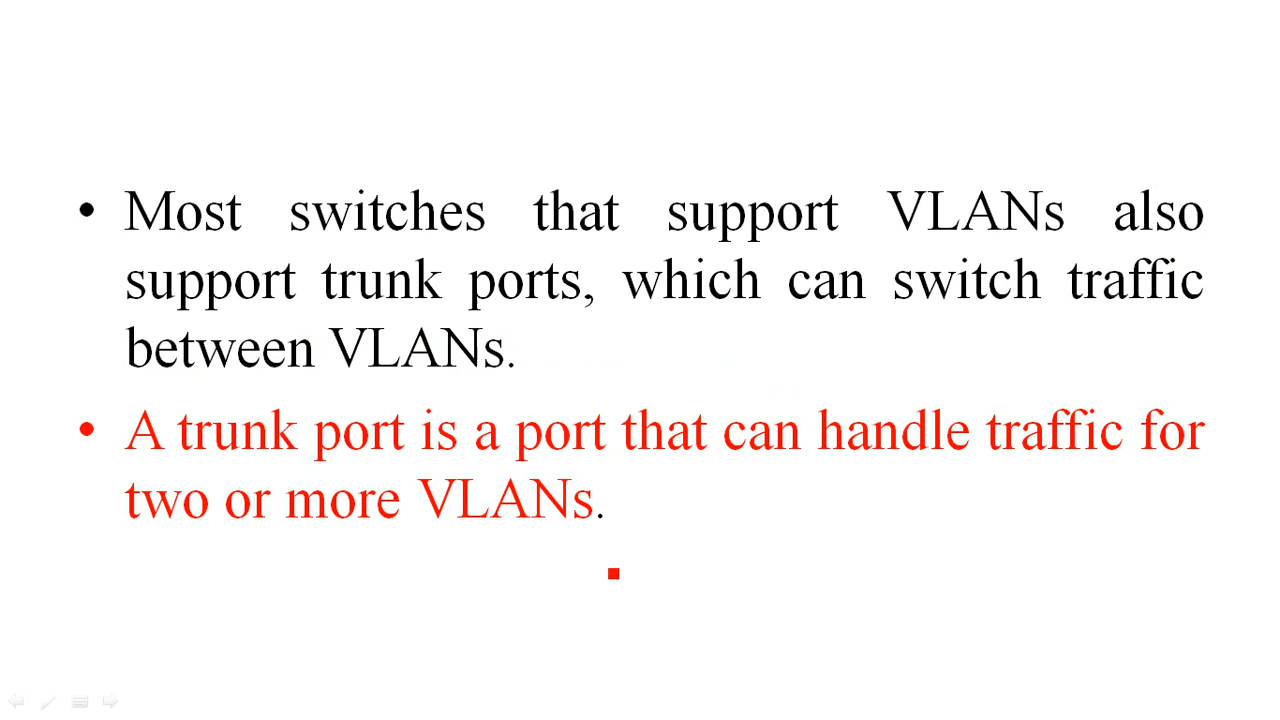 • Most switches that support VLANs also
support trunk ports, which can switch traffic
between VLANs.
• A trunk port is a port that can handle traffic for
two or more VLANs.